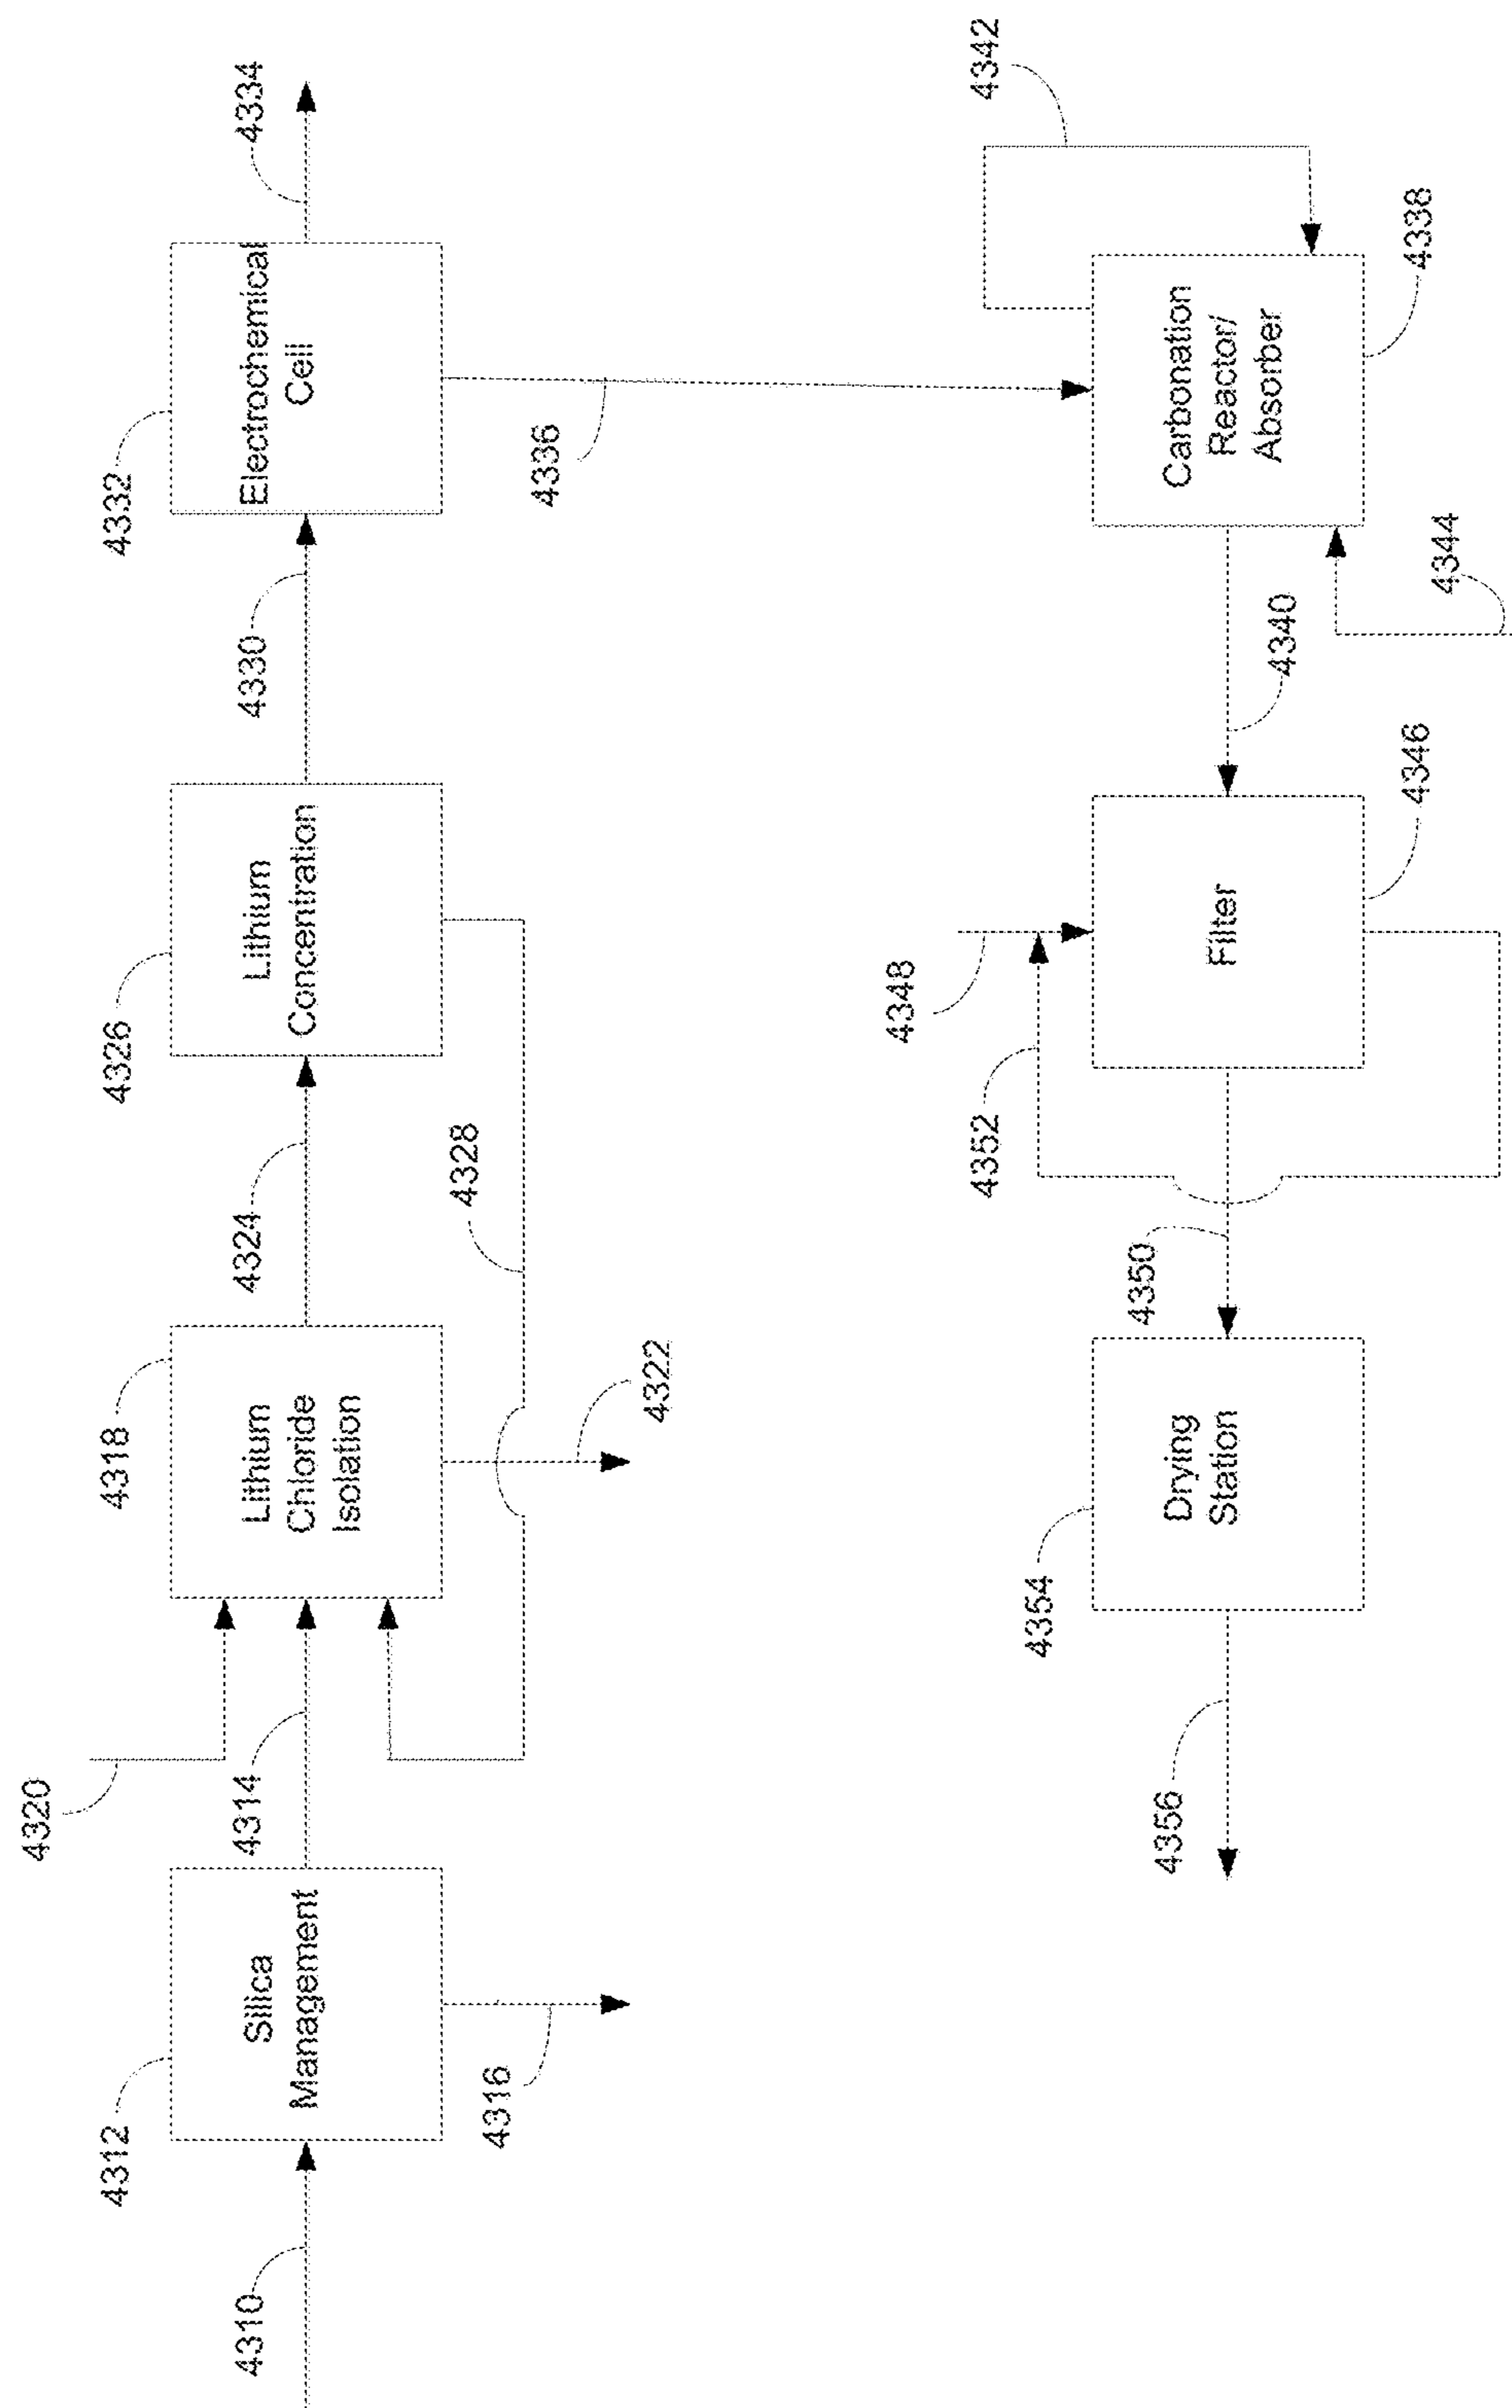 4310
4312
Silica
Management
4316
4314
4320
4318
Lithium
Chloride
Isolation
4322
4324
4328
4326
Lithium
Concentration
4330
4332
Electrochemical
Cell
4334
4336
4342
Carbonation
Reactor/
Absorber
4338
4344
4340
4348
4352
Filter
4346
4350
4354
Drying
Station
4356